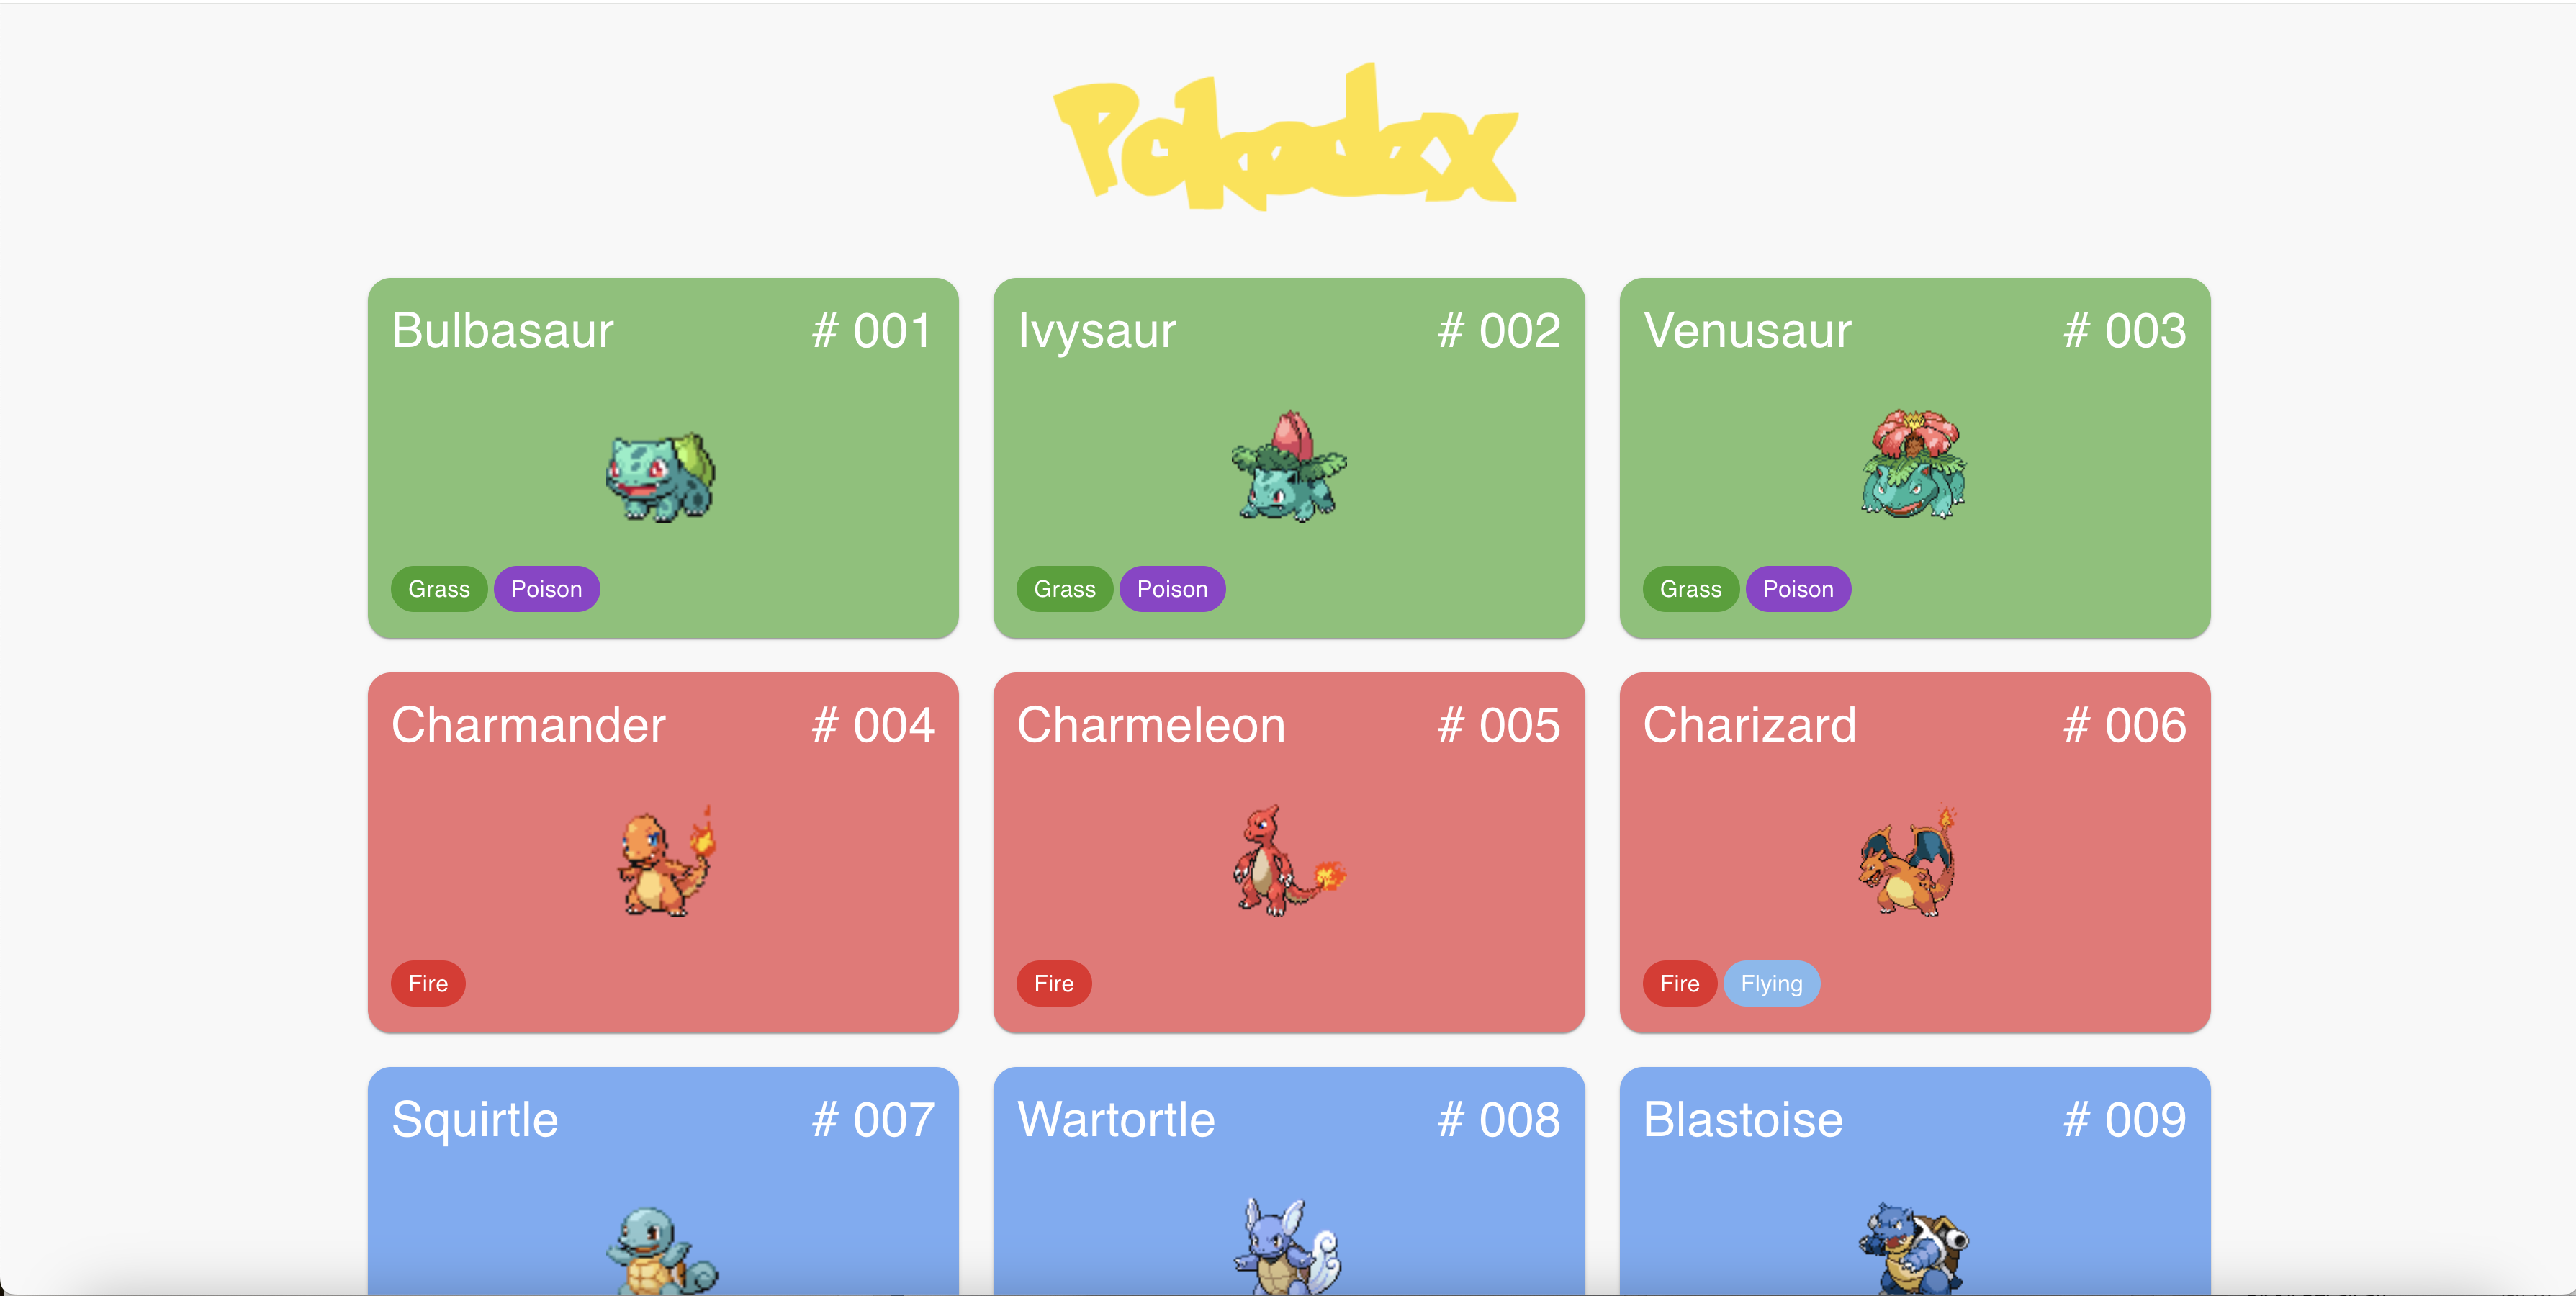 Pokedex
Bulbasaur # 001
Ivysaur # 002
Venusaur # 003
Grass Poison
Grass Poison
Grass Poison
Charmander # 004
Charmeleon # 005
Charizard # 006
Fire
Fire
Fire Flying
Squirtle # 007
Wartortle # 008
Blastoise # 009